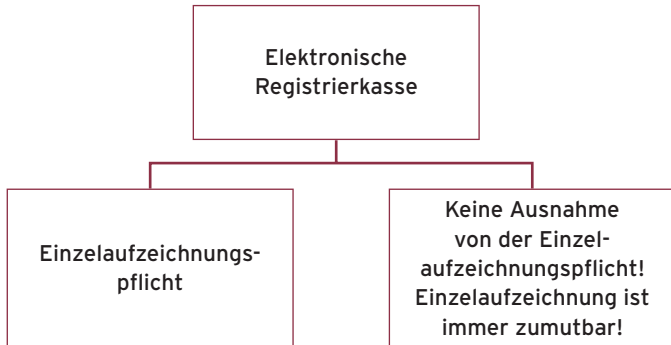 Elektronische
Registrierkasse
Einzelaufzeichnungs-
pflicht
Keine Ausnahme
von der Einzel-
aufzeichnungspflicht!
Einzelaufzeichnung ist
immer zumutbar!